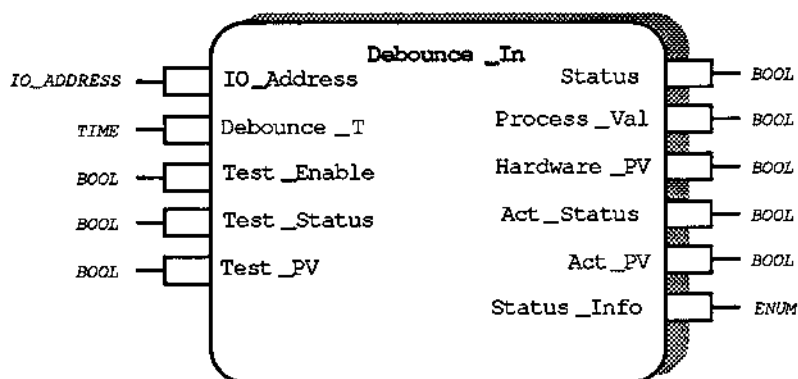 Debounce _In
IO_ADDRESS IO_Address Status BOOL
TIME Debounce _T Process _Val BOOL
BOOL Test _Enable Hardware _PV BOOL
BOOL Test _Status Act _Status BOOL
BOOL Test _PV Act _PV BOOL
Status _Info ENUM